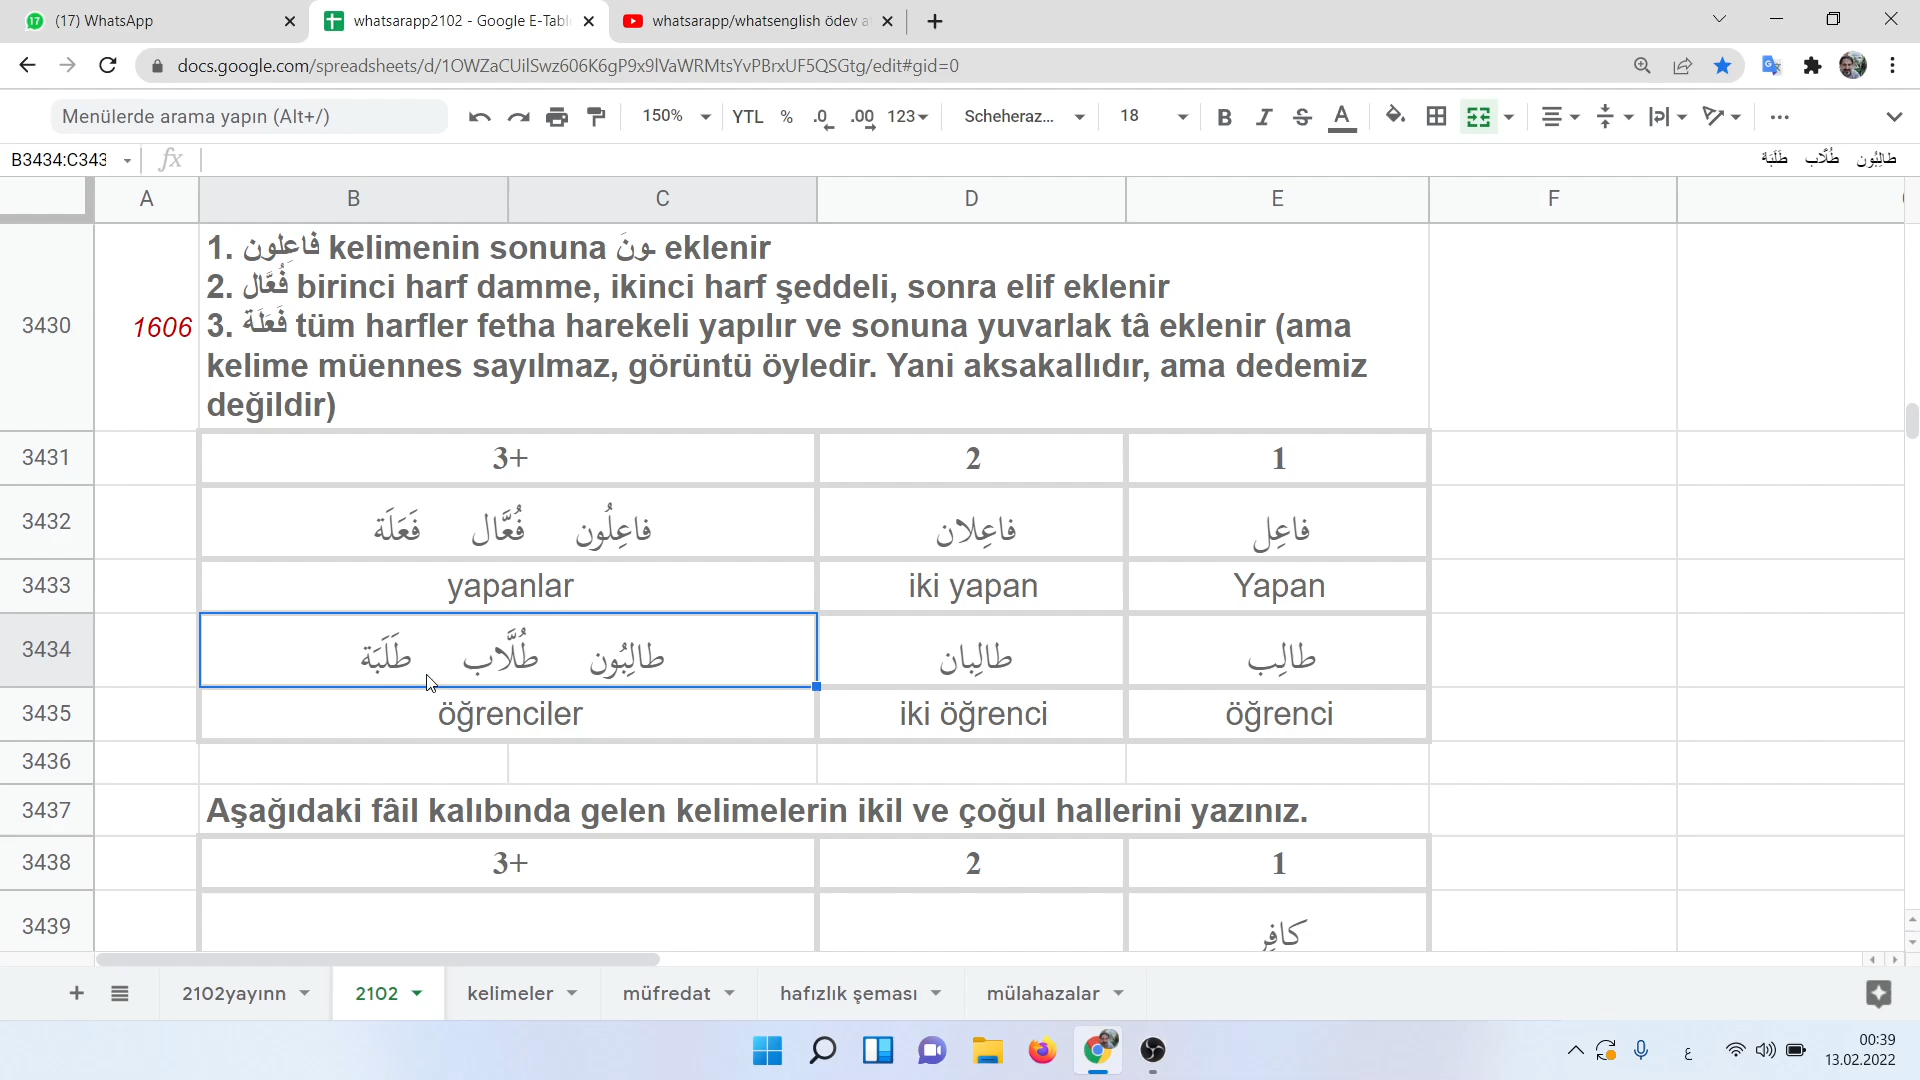 (17) WhatsApp
whatsarapp2102 - Google E-Tabl
whatsarapp/whatsenglish ödev a
docs.google.com/spreadsheets/d/1OWZaCUilSwz606K6gP9x9lVaWRMtsYvPBrxUF5QSGtg/edit#gid=0
Menülerde arama yapın (Alt+/)
150%
YTL % .0 .00 123
Scheheraz...
18
B3434:C343
fx
طالِبُون طُلَّاب طَلَبَة
A B C D E F
3430
1606
1. فاعِلون kelimenin sonuna ـونَ eklenir
2. فُعَّال birinci harf damme, ikinci harf şeddeli, sonra elif eklenir
3. فَعَلَة tüm harfler fetha harekeli yapılır ve sonuna yuvarlak tâ eklenir (ama
kelime müennes sayılmaz, görüntü öyledir. Yani aksakallıdır, ama dedemiz
değildir)
3431 3+ 2 1
3432 فاعِلُون فُعَّال فَعَلَة فاعِلان فاعِل
3433 yapanlar iki yapan Yapan
3434 طالِبُون طُلَّاب طَلَبَة طالِبان طالِب
3435 öğrenciler iki öğrenci öğrenci
3436
3437 Aşağıdaki fâil kalıbında gelen kelimelerin ikil ve çoğul hallerini yazınız.
3438 3+ 2 1
3439 كافِر
2102yayınn 2102 kelimeler müfredat hafızlık şeması mülahazalar
ع
00:39
13.02.2022